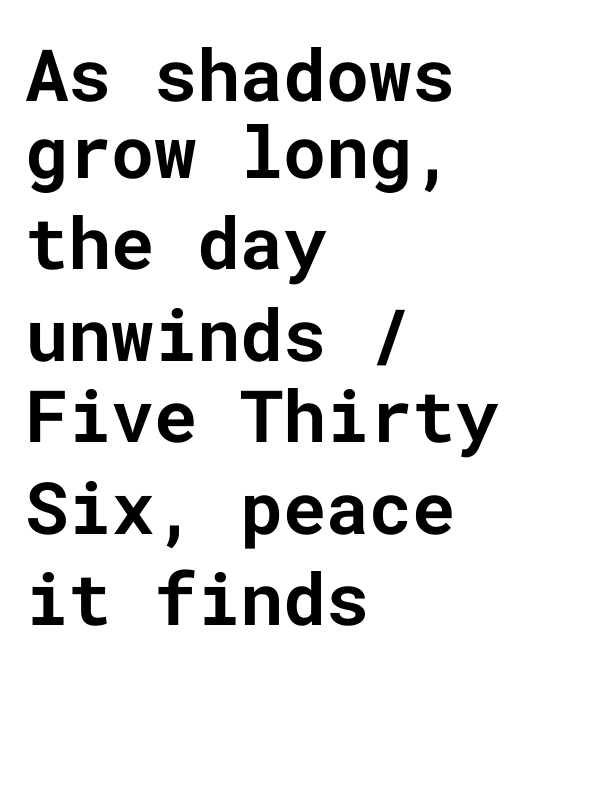 As shadows
grow long,
the day
unwinds /
Five Thirty
Six, peace
it finds